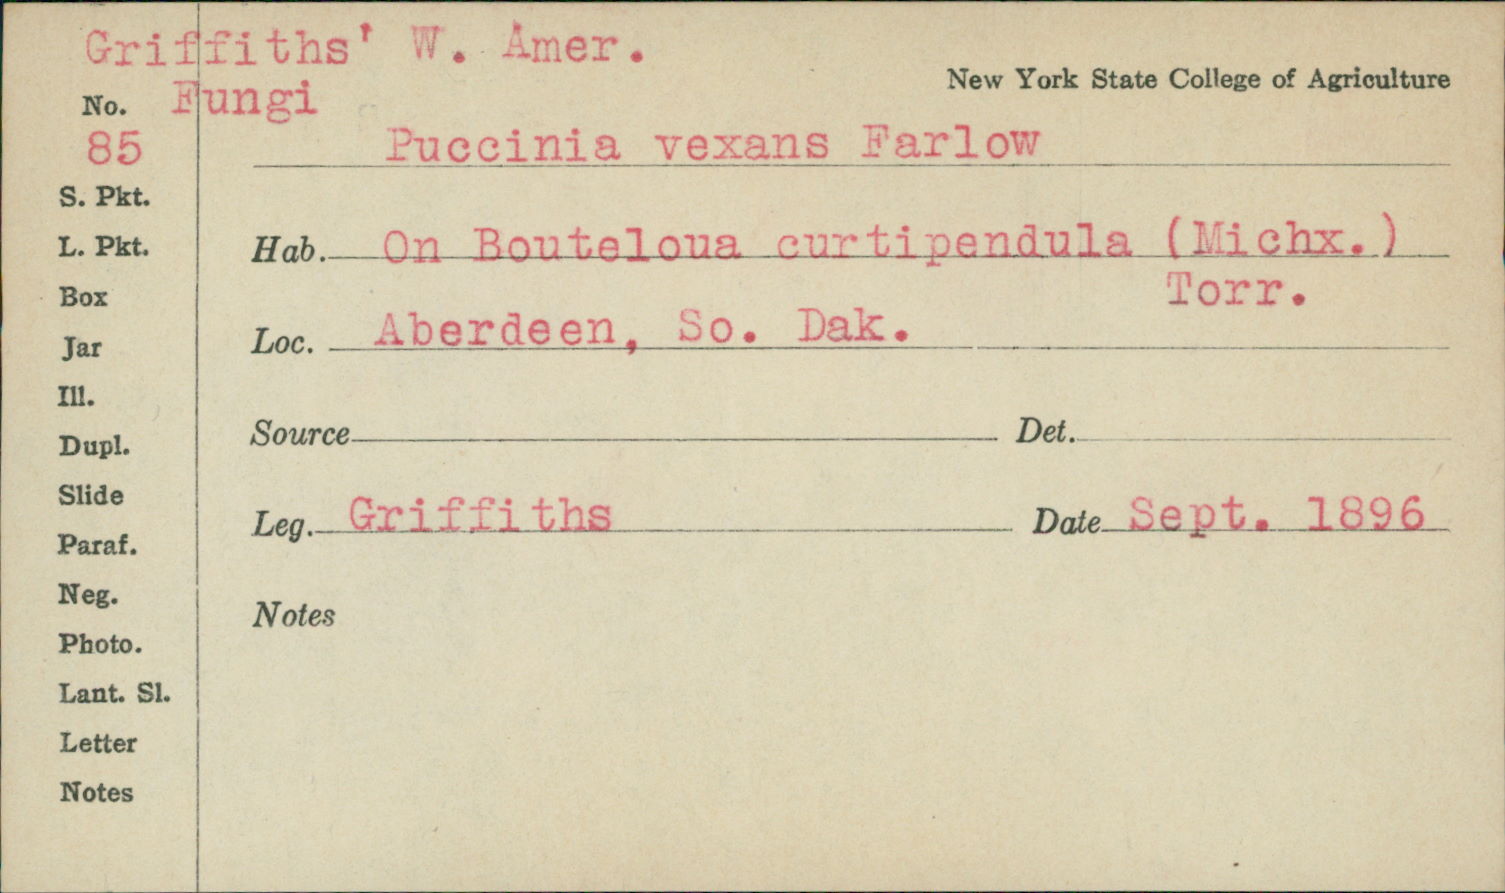 Griffiths' W. Amer.
New York State College of Agriculture
No. Fungi
85 Puccinia vexans Farlow
S. Pkt.
L. Pkt.
Hab. On Bouteloua curtipendula (Michx.)
Box
Torr.
Jar
Loc. Aberdeen, So. Dak.
Ill.
Dupl.
Source Det.
Slide
Leg. Griffiths Date Sept. 1896
Paraf.
Neg.
Notes
Photo.
Lant. Sl.
Letter
Notes